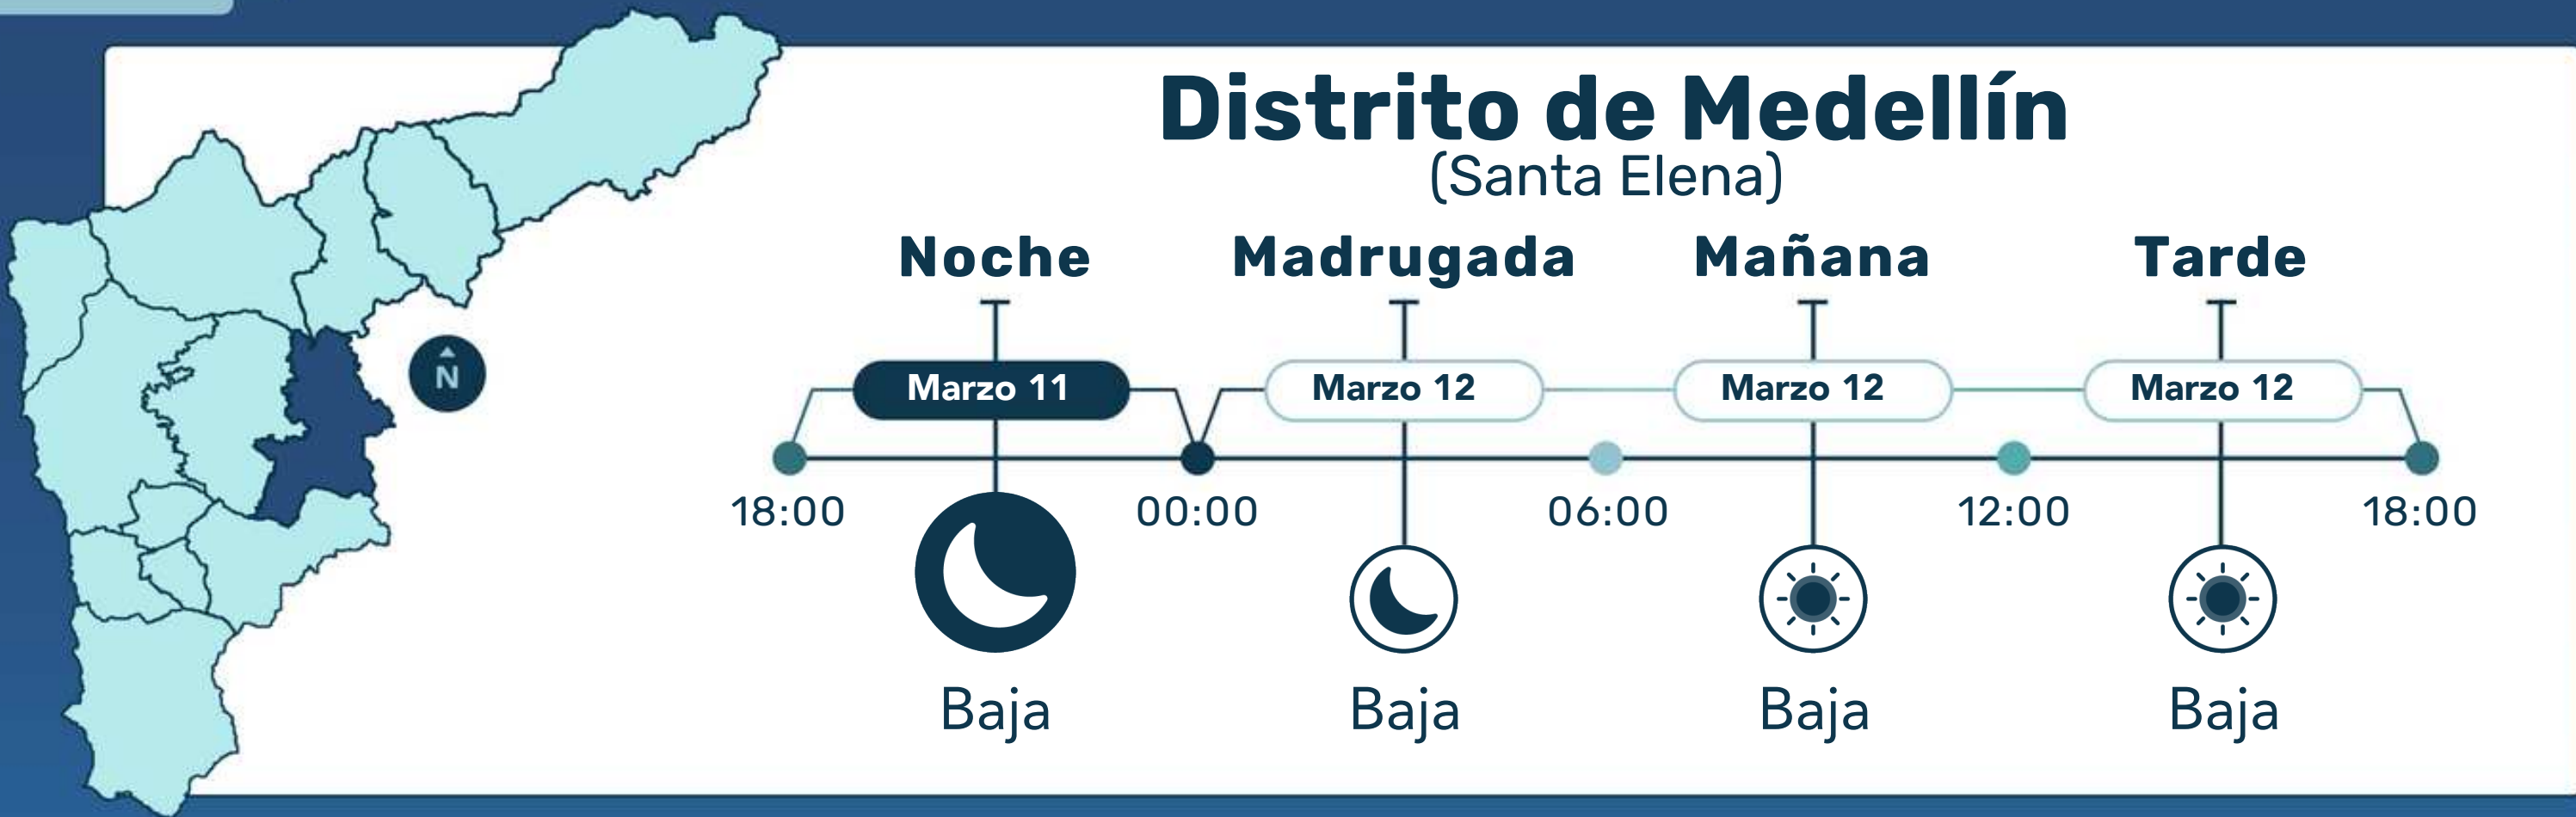 Distrito de Medellín
(Santa Elena)
Noche Madrugada Mañana Tarde
Marzo 11 Marzo 12 Marzo 12 Marzo 12
N
18:00 00:00 06:00 12:00 18:00
Baja Baja Baja Baja